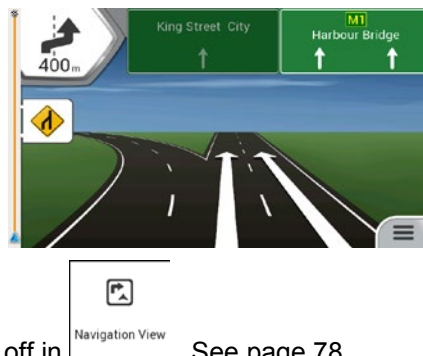 King Street City
M1
Harbour Bridge
400m
Navigation View
off in . See page 78